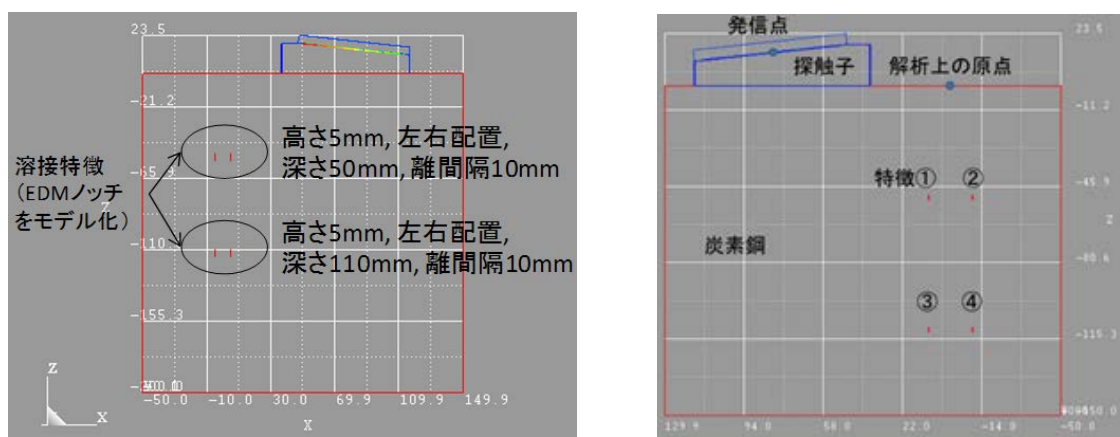 23.5
-21.2
高さ5mm, 左右配置,
深さ50mm, 離間隔10mm
溶接特徴
(EDMノッチ
をモデル化)
高さ5mm, 左右配置,
深さ110mm, 離間隔10mm
-155.3
-50.0 -10.0 30.0 69.9 109.9 149.9
X
Z
X
発信点
探触子
解析上の原点
23.5
-11.2
特徴① ②
-45.9
Z
炭素鋼
-80.6
③ ④
-115.3
129.9 94.0 58.0 22.0 -14.0 -50.0